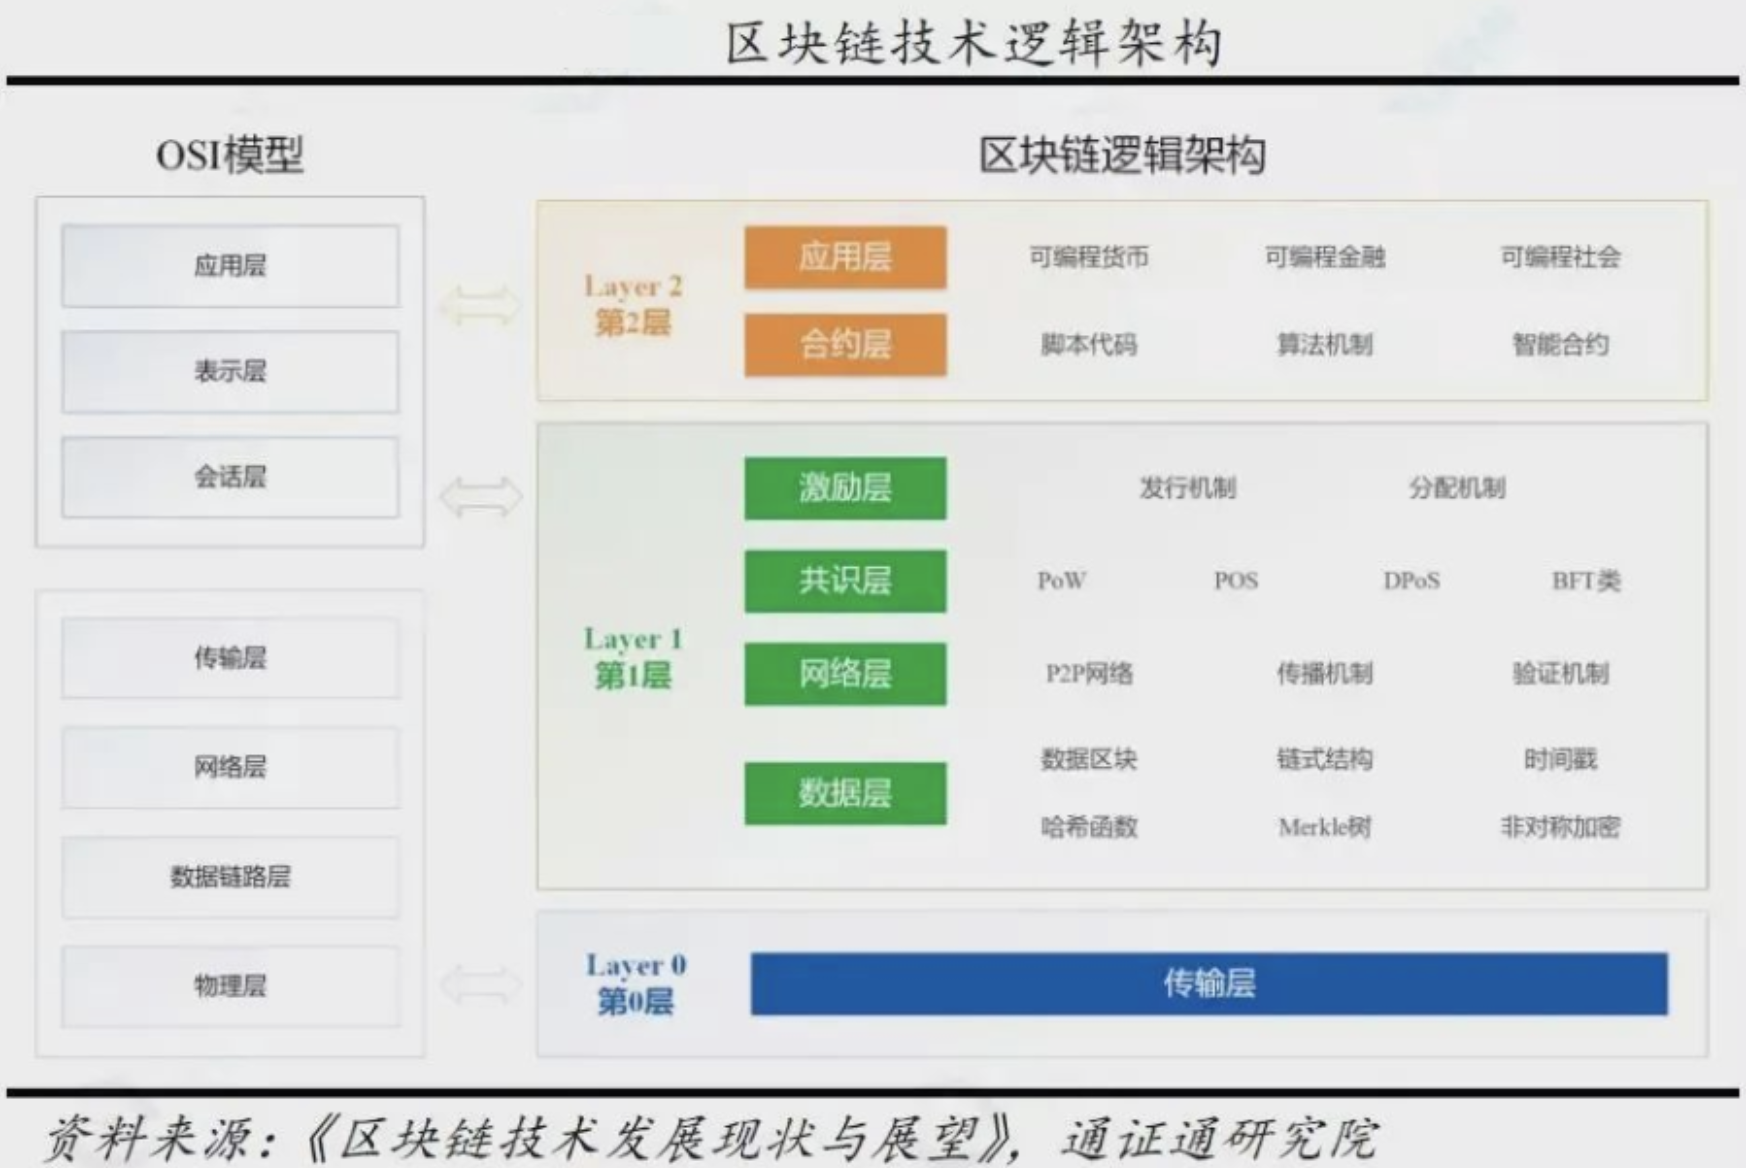 区块链技术逻辑架构
OSI模型
区块链逻辑架构
应用层
表示层
会话层
传输层
网络层
数据链路层
物理层
Layer 2
第2层
应用层
可编程货币 可编程金融 可编程社会
合约层
脚本代码 算法机制 智能合约
Layer 1
第1层
激励层
发行机制 分配机制
共识层
PoW POS DPoS BFT类
网络层
P2P网络 传播机制 验证机制
数据层
数据区块 链式结构 时间戳
哈希函数 Merkle树 非对称加密
Layer 0
第0层
传输层
资料来源：《区块链技术发展现状与展望》，通证通研究院